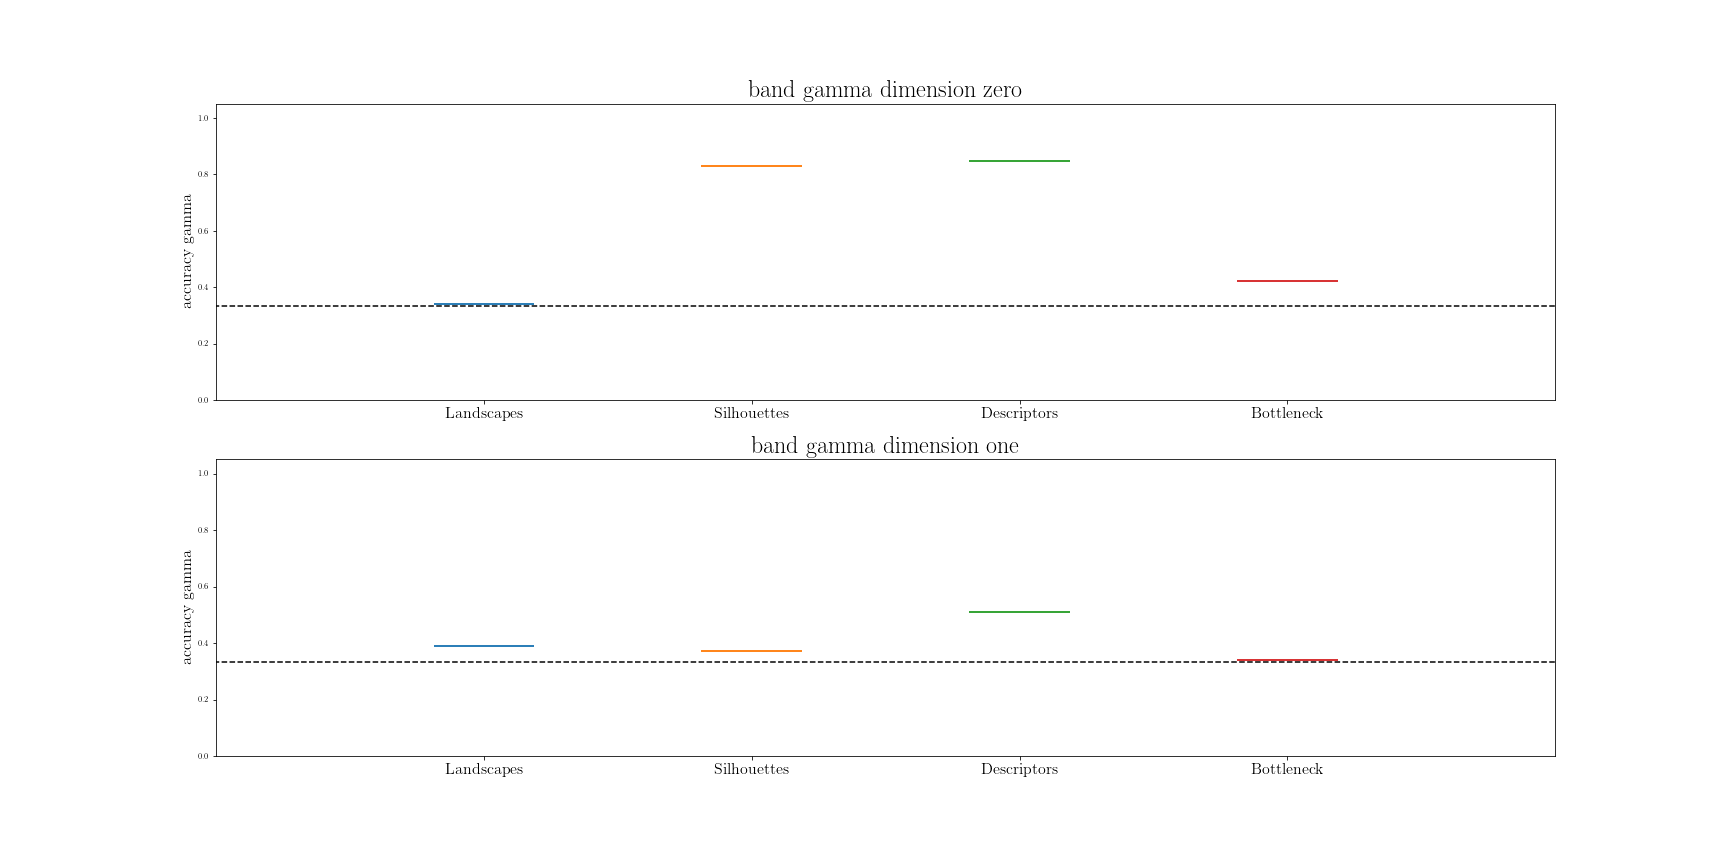 band gamma dimension zero
accuracy gamma
1.0
0.8
0.6
0.4
0.2
0.0
Landscapes Silhouettes Descriptors Bottleneck
band gamma dimension one
accuracy gamma
1.0
0.8
0.6
0.4
0.2
0.0
Landscapes Silhouettes Descriptors Bottleneck